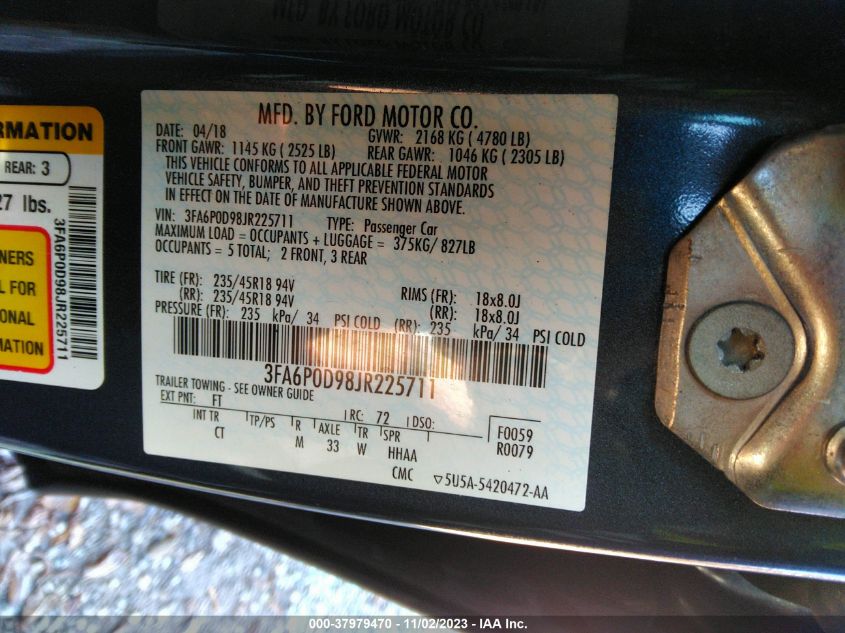 MFD. BY FORD MOTOR CO.
DATE: 04/18 GVWR: 2168 KG ( 4780 LB)
FRONT GAWR: 1145 KG ( 2525 LB) REAR GAWR: 1046 KG ( 2305 LB)
THIS VEHICLE CONFORMS TO ALL APPLICABLE FEDERAL MOTOR
VEHICLE SAFETY, BUMPER, AND THEFT PREVENTION STANDARDS
IN EFFECT ON THE DATE OF MANUFACTURE SHOWN ABOVE.
VIN: 3FA6P0D98JR225711 TYPE: Passenger Car
MAXIMUM LOAD = OCCUPANTS + LUGGAGE = 375KG/ 827LB
OCCUPANTS = 5 TOTAL; 2 FRONT, 3 REAR
TIRE (FR): 235/45R18 94V RIMS (FR): 18x8.0J
(RR): 235/45R18 94V (RR): 18x8.0J
PRESSURE (FR): 235 kPa/ 34 PSI COLD (RR): 235 kPa/ 34 PSI COLD
3FA6P0D98JR225711
TRAILER TOWING - SEE OWNER GUIDE
EXT PNT: FT RC: 72 DSO: F0059
INT TR TP/PS R AXLE TR SPR R0079
CT M 33 W HHAA
CMC 5U5A-5420472-AA
RMATION
REAR: 3
27 lbs.
NERS
L FOR
ONAL
MATION
3FA6P0D98JR225711
000-37979470 - 11/02/2023 - IAA Inc.